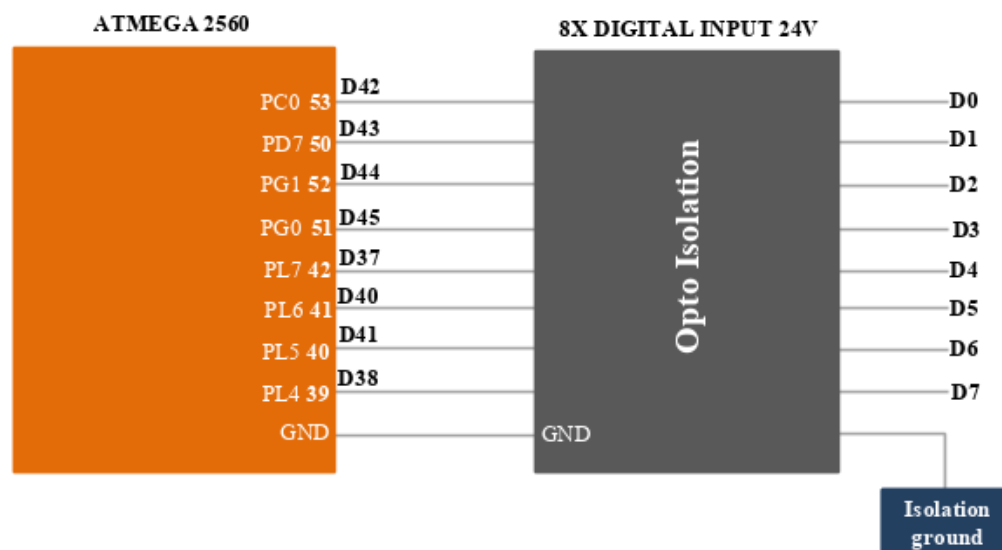 ATMEGA 2560
8X DIGITAL INPUT 24V
PC0 53 D42 D0
PD7 50 D43 D1
PG1 52 D44 D2
PG0 51 D45 D3
PL7 42 D37 D4
PL6 41 D40 D5
PL5 40 D41 D6
PL4 39 D38 D7
GND GND
Opto Isolation
Isolation
ground